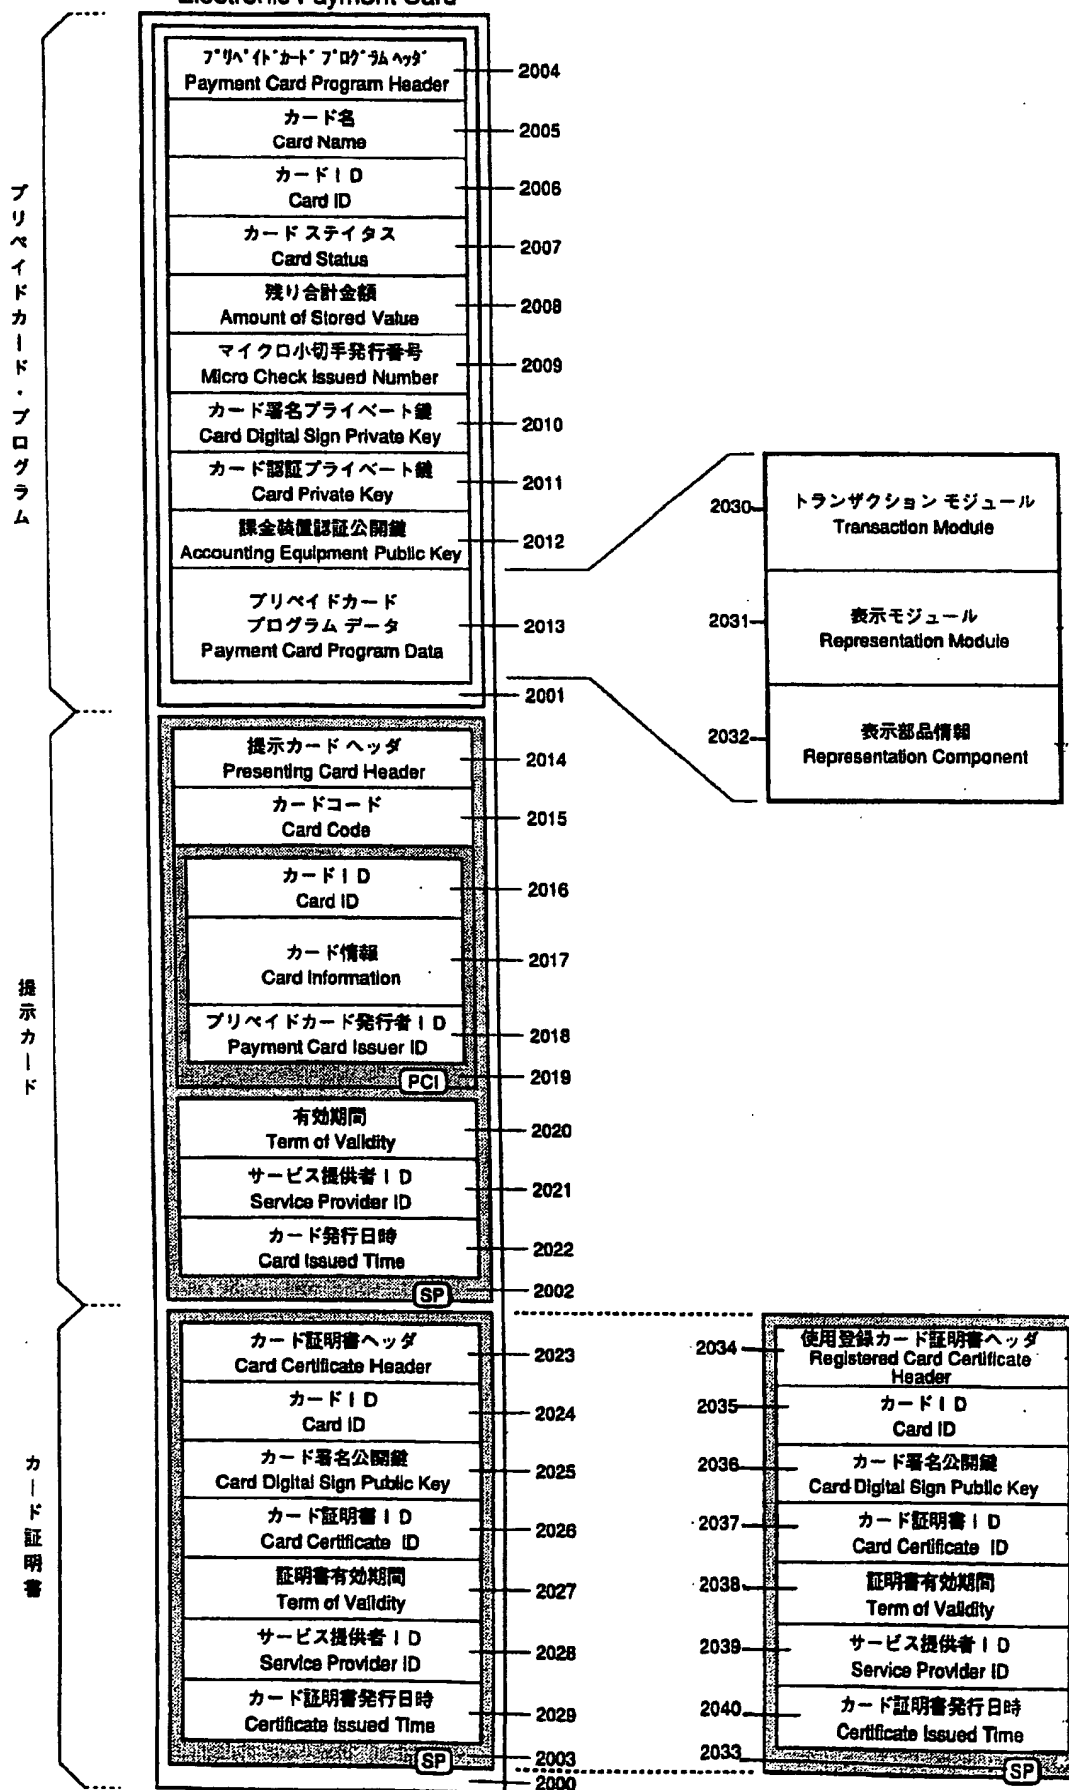 Electronic Payment Card
プリペイドカード・プログラム
プリペイドカード プログラムヘッダ
Payment Card Program Header
2004
カード名
Card Name
2005
カードID
Card ID
2006
カード ステイタス
Card Status
2007
残り合計金額
Amount of Stored Value
2008
マイクロ小切手発行番号
Micro Check Issued Number
2009
カード署名プライベート鍵
Card Digital Sign Private Key
2010
カード認証プライベート鍵
Card Private Key
2011
課金装置認証公開鍵
Accounting Equipment Public Key
2012
プリペイドカード
プログラム データ
Payment Card Program Data
2013
2001
2030
トランザクション モジュール
Transaction Module
2031
表示モジュール
Representation Module
2032
表示部品情報
Representation Component
提示カード
提示カード ヘッダ
Presenting Card Header
2014
カードコード
Card Code
2015
カードID
Card ID
2016
カード情報
Card Information
2017
プリペイドカード発行者ID
Payment Card Issuer ID
2018
PCI
2019
有効期間
Term of Validity
2020
サービス提供者ID
Service Provider ID
2021
カード発行日時
Card Issued Time
2022
SP
2002
カード証明書
カード証明書ヘッダ
Card Certificate Header
2023
カードID
Card ID
2024
カード署名公開鍵
Card Digital Sign Public Key
2025
カード証明書ID
Card Certificate ID
2026
証明書有効期間
Term of Validity
2027
サービス提供者ID
Service Provider ID
2028
カード証明書発行日時
Certificate Issued Time
2029
SP
2003
2000
2034
使用登録カード証明書ヘッダ
Registered Card Certificate
Header
2035
カードID
Card ID
2036
カード署名公開鍵
Card Digital Sign Public Key
2037
カード証明書ID
Card Certificate ID
2038
証明書有効期間
Term of Validity
2039
サービス提供者ID
Service Provider ID
2040
カード証明書発行日時
Certificate Issued Time
2033
SP